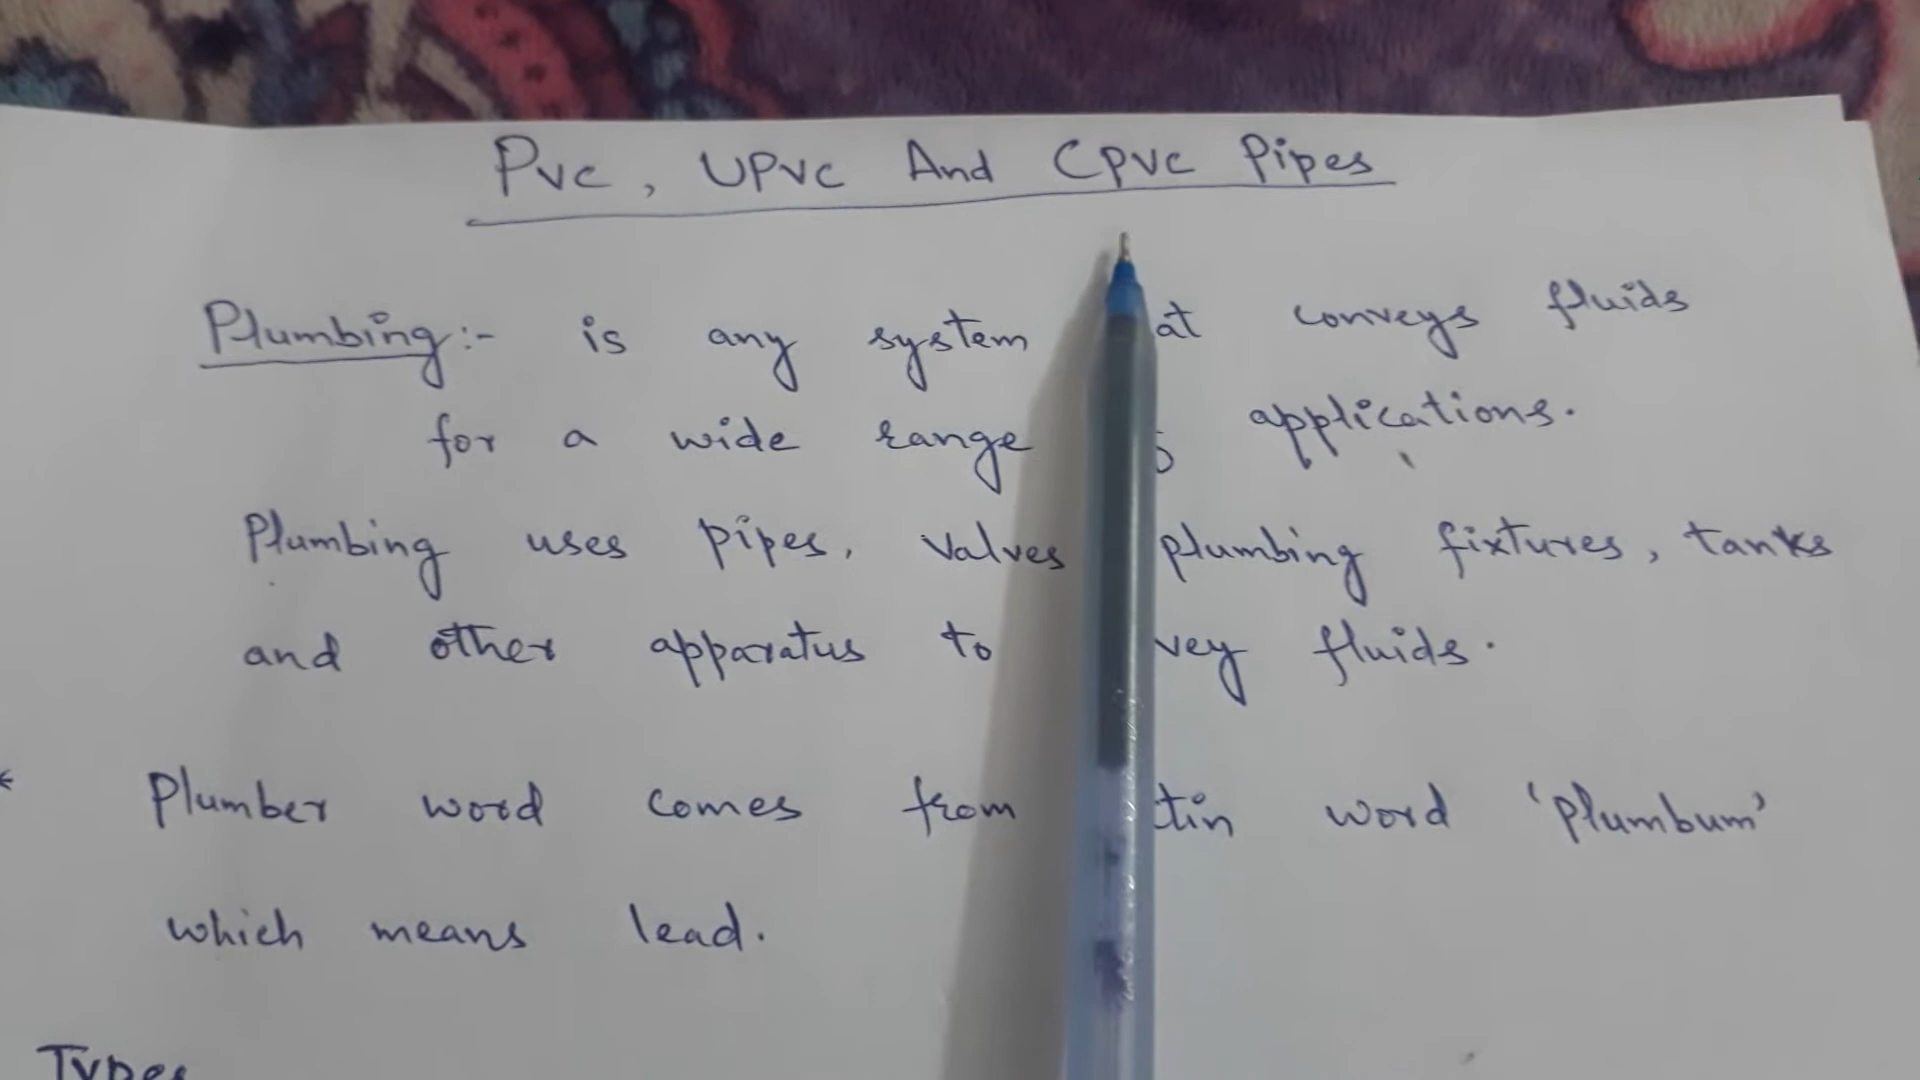 Pvc, UPVC And CPVC Pipes
Plumbing:- is any system at conveys fluids
for a wide range applications.
Plumbing uses pipes, valves plumbing fixtures, tanks
and other apparatus to vey fluids.
Plumber word comes from tin word 'plumbum'
which means lead.
Types